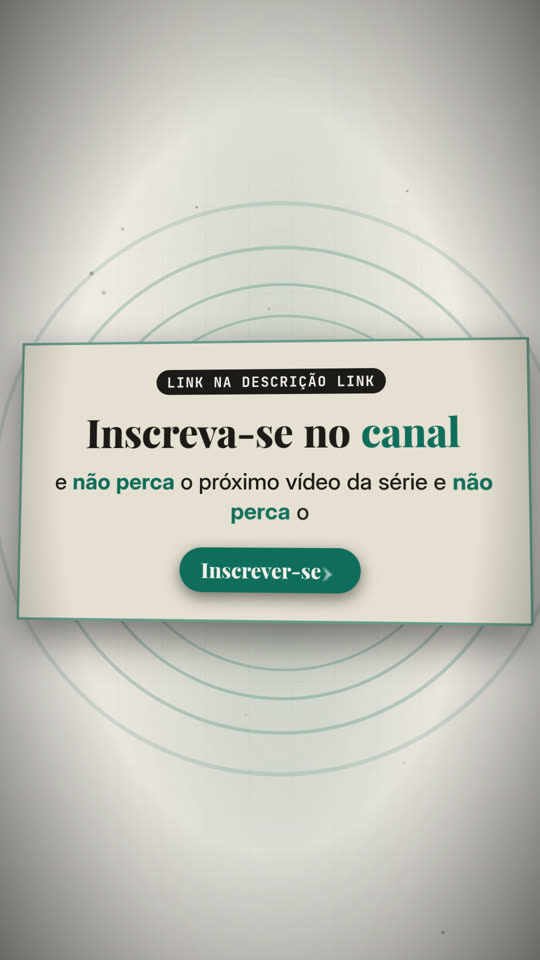 LINK NA DESCRIÇÃO LINK
Inscreva-se no canal
e não perca o próximo vídeo da série e não
perca o
Inscrever-se